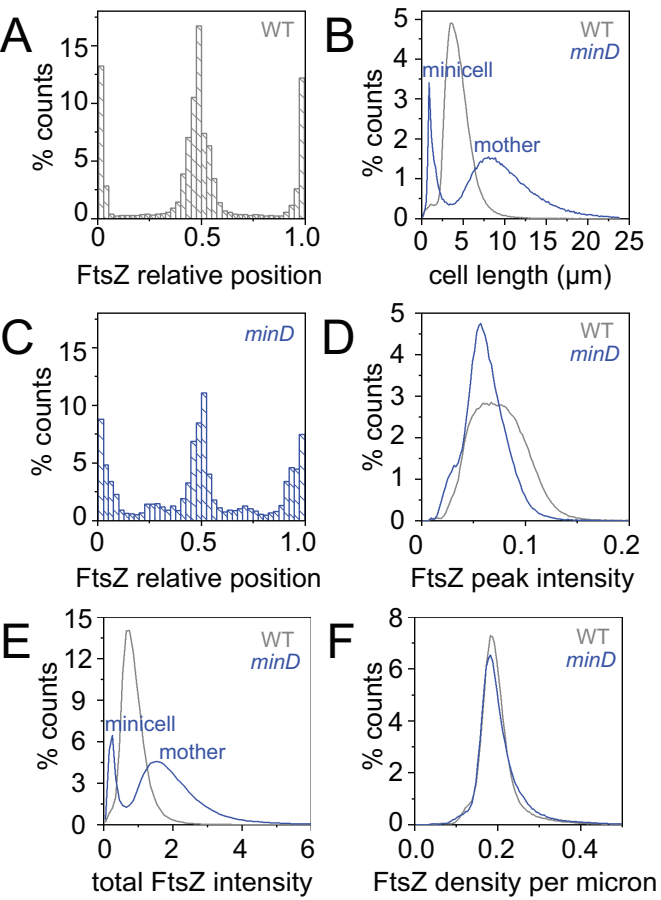 A
WT
% counts
15
10
5
0
0
0.5
1.0
FtsZ relative position
B
WT
minD
minicell
mother
% counts
5
4
3
2
1
0
0
5
10
15
20
25
cell length (µm)
C
minD
% counts
15
10
5
0
0
0.5
1.0
FtsZ relative position
D
WT
minD
% counts
5
4
3
2
1
0
0
0.1
0.2
FtsZ peak intensity
E
WT
minD
minicell
mother
% counts
15
12
9
6
3
0
0
2
4
6
total FtsZ intensity
F
WT
minD
% counts
8
6
4
2
0
0.0
0.2
0.4
FtsZ density per micron